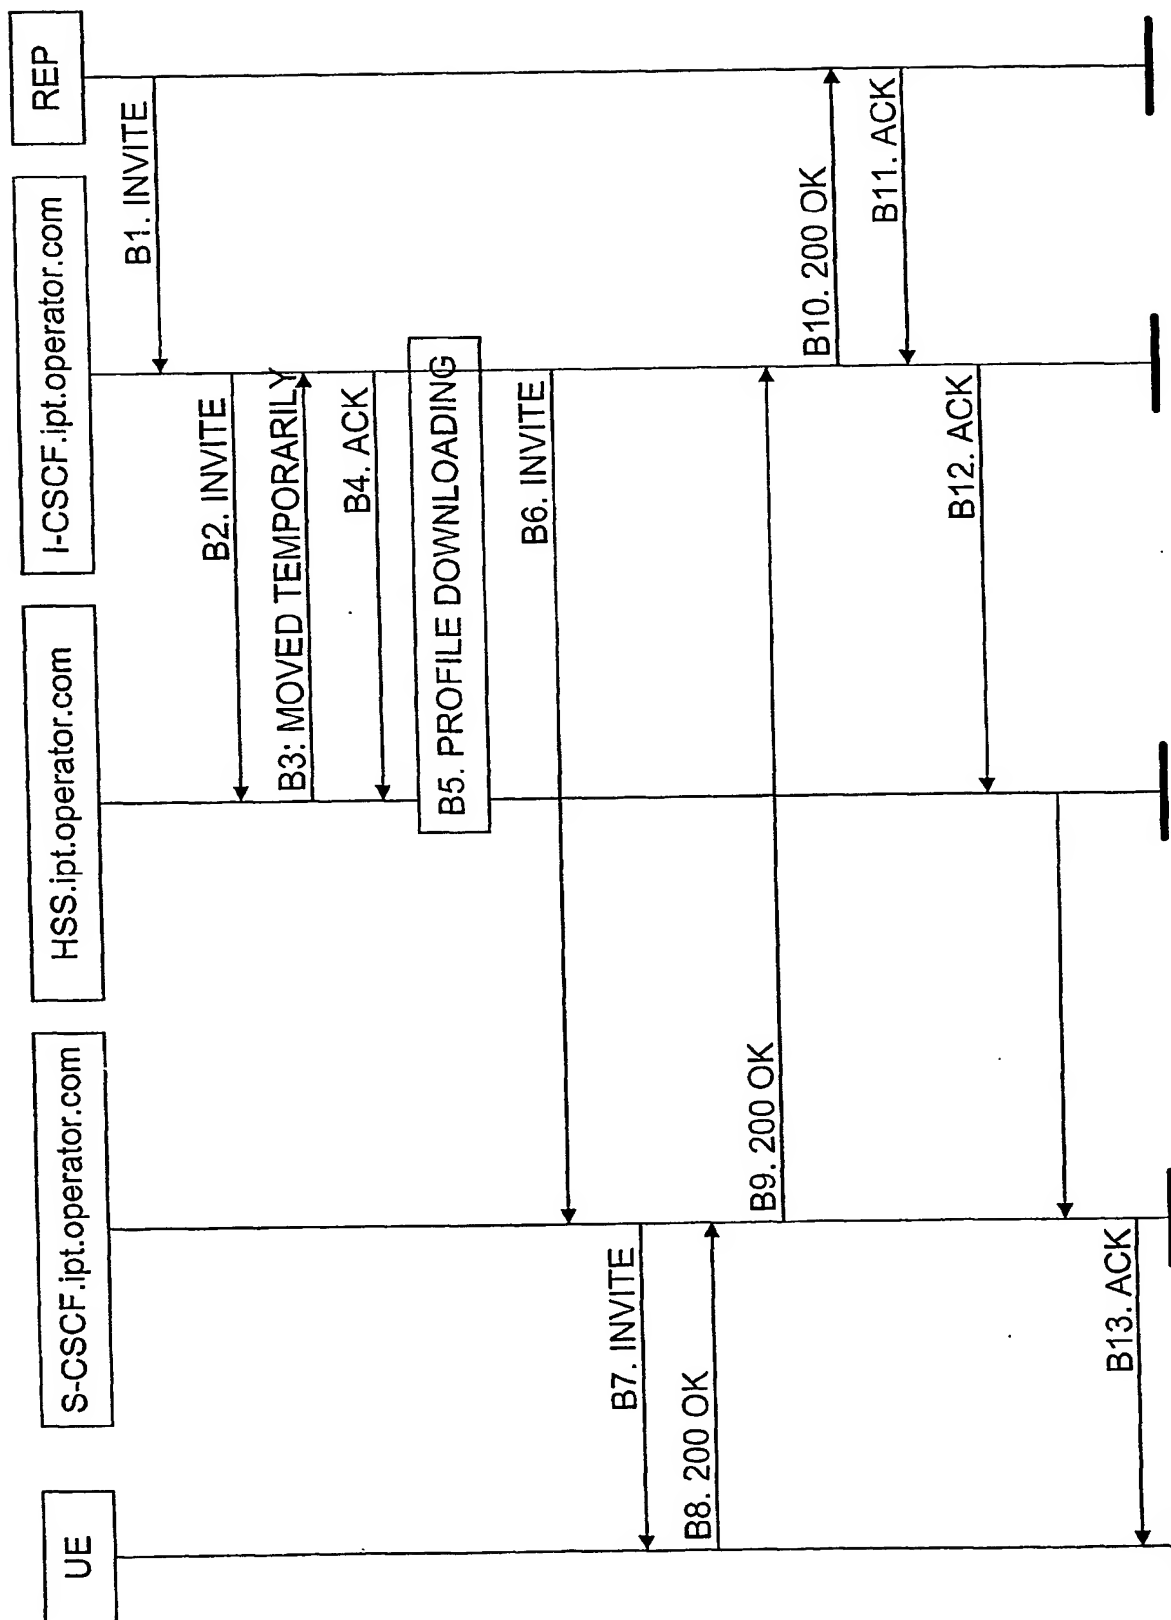 UE
S-CSCF.ipt.operator.com
HSS.ipt.operator.com
I-CSCF.ipt.operator.com
REP
B1. INVITE
B2. INVITE
B3: MOVED TEMPORARILY
B4. ACK
B5. PROFILE DOWNLOADING
B6. INVITE
B7. INVITE
B8. 200 OK
B9. 200 OK
B10. 200 OK
B11. ACK
B12. ACK
B13. ACK